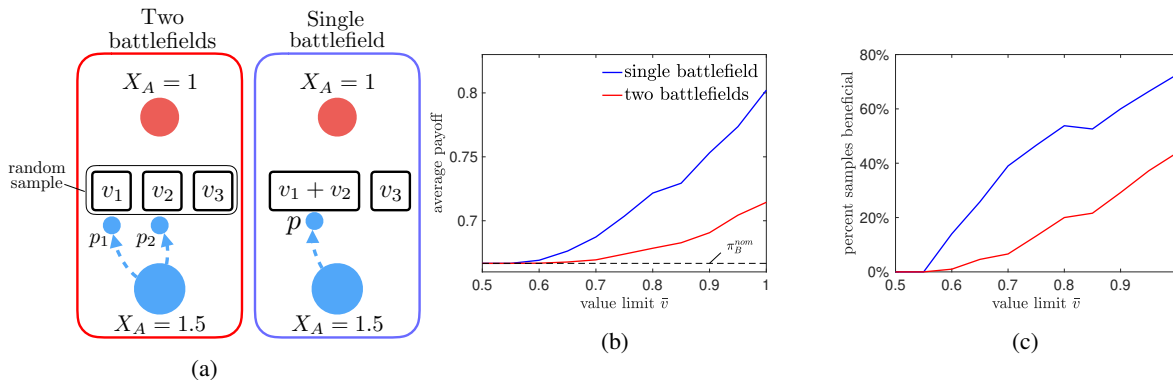 Two
battlefields
Single
battlefield
X_A = 1
X_A = 1
random
sample
v_1
v_2
v_3
v_1 + v_2
v_3
p_1
p_2
p
X_A = 1.5
X_A = 1.5
(a)
single battlefield
two battlefields
average payoff
0.8
0.75
0.7
π_B^{nom}
0.5 0.6 0.7 0.8 0.9 1
value limit v̄
(b)
percent samples beneficial
80%
60%
40%
20%
0%
0.5 0.6 0.7 0.8 0.9
value limit v̄
(c)